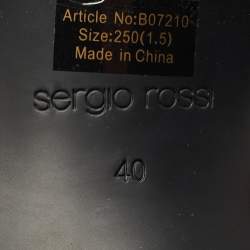 Article No:B07210
Size:250(1.5)
Made in China
sergio rossi
40